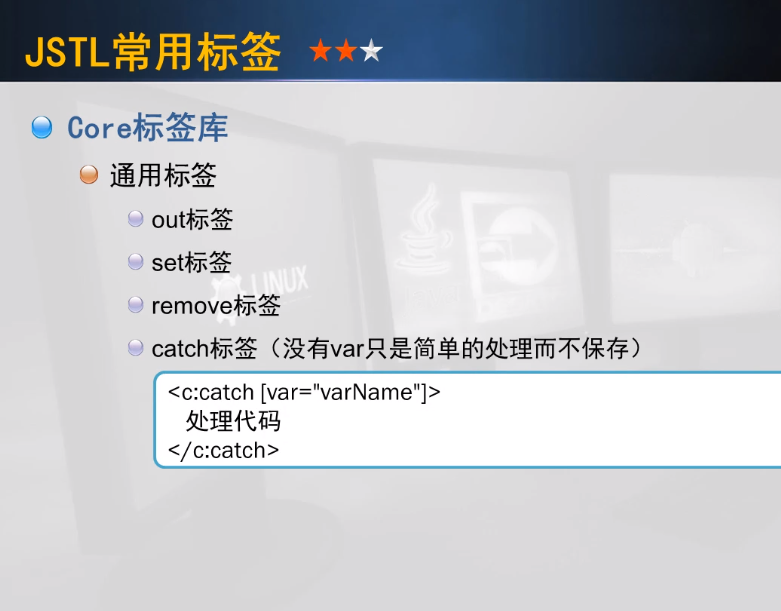 JSTL常用标签
Core标签库
通用标签
out标签
set标签
remove标签
catch标签（没有var只是简单的处理而不保存）
<c:catch [var="varName"]>
处理代码
</c:catch>
LINUX